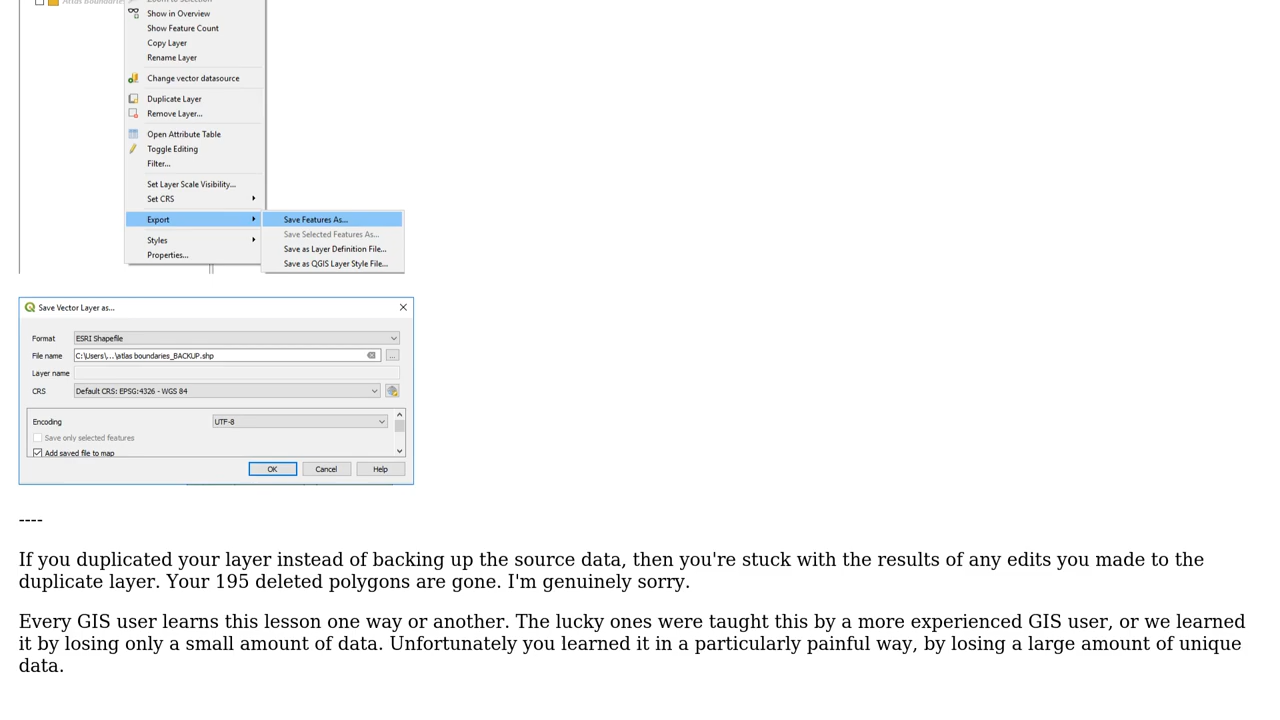 Atlas Boundarie
Zoom to Selection
Show in Overview
Show Feature Count
Copy Layer
Rename Layer
Change vector datasource
Duplicate Layer
Remove Layer...
Open Attribute Table
Toggle Editing
Filter...
Set Layer Scale Visibility...
Set CRS
Export
Save Features As...
Save Selected Features As...
Styles
Save as Layer Definition File...
Properties...
Save as QGIS Layer Style File...
Save Vector Layer as...
Format ESRI Shapefile
File name C:\Users\,...\atlas boundaries_BACKUP.shp ...
Layer name
CRS Default CRS: EPSG:4326 - WGS 84
Encoding UTF-8
Save only selected features
Add saved file to map
OK Cancel Help
----
If you duplicated your layer instead of backing up the source data, then you're stuck with the results of any edits you made to the
duplicate layer. Your 195 deleted polygons are gone. I'm genuinely sorry.
Every GIS user learns this lesson one way or another. The lucky ones were taught this by a more experienced GIS user, or we learned
it by losing only a small amount of data. Unfortunately you learned it in a particularly painful way, by losing a large amount of unique
data.